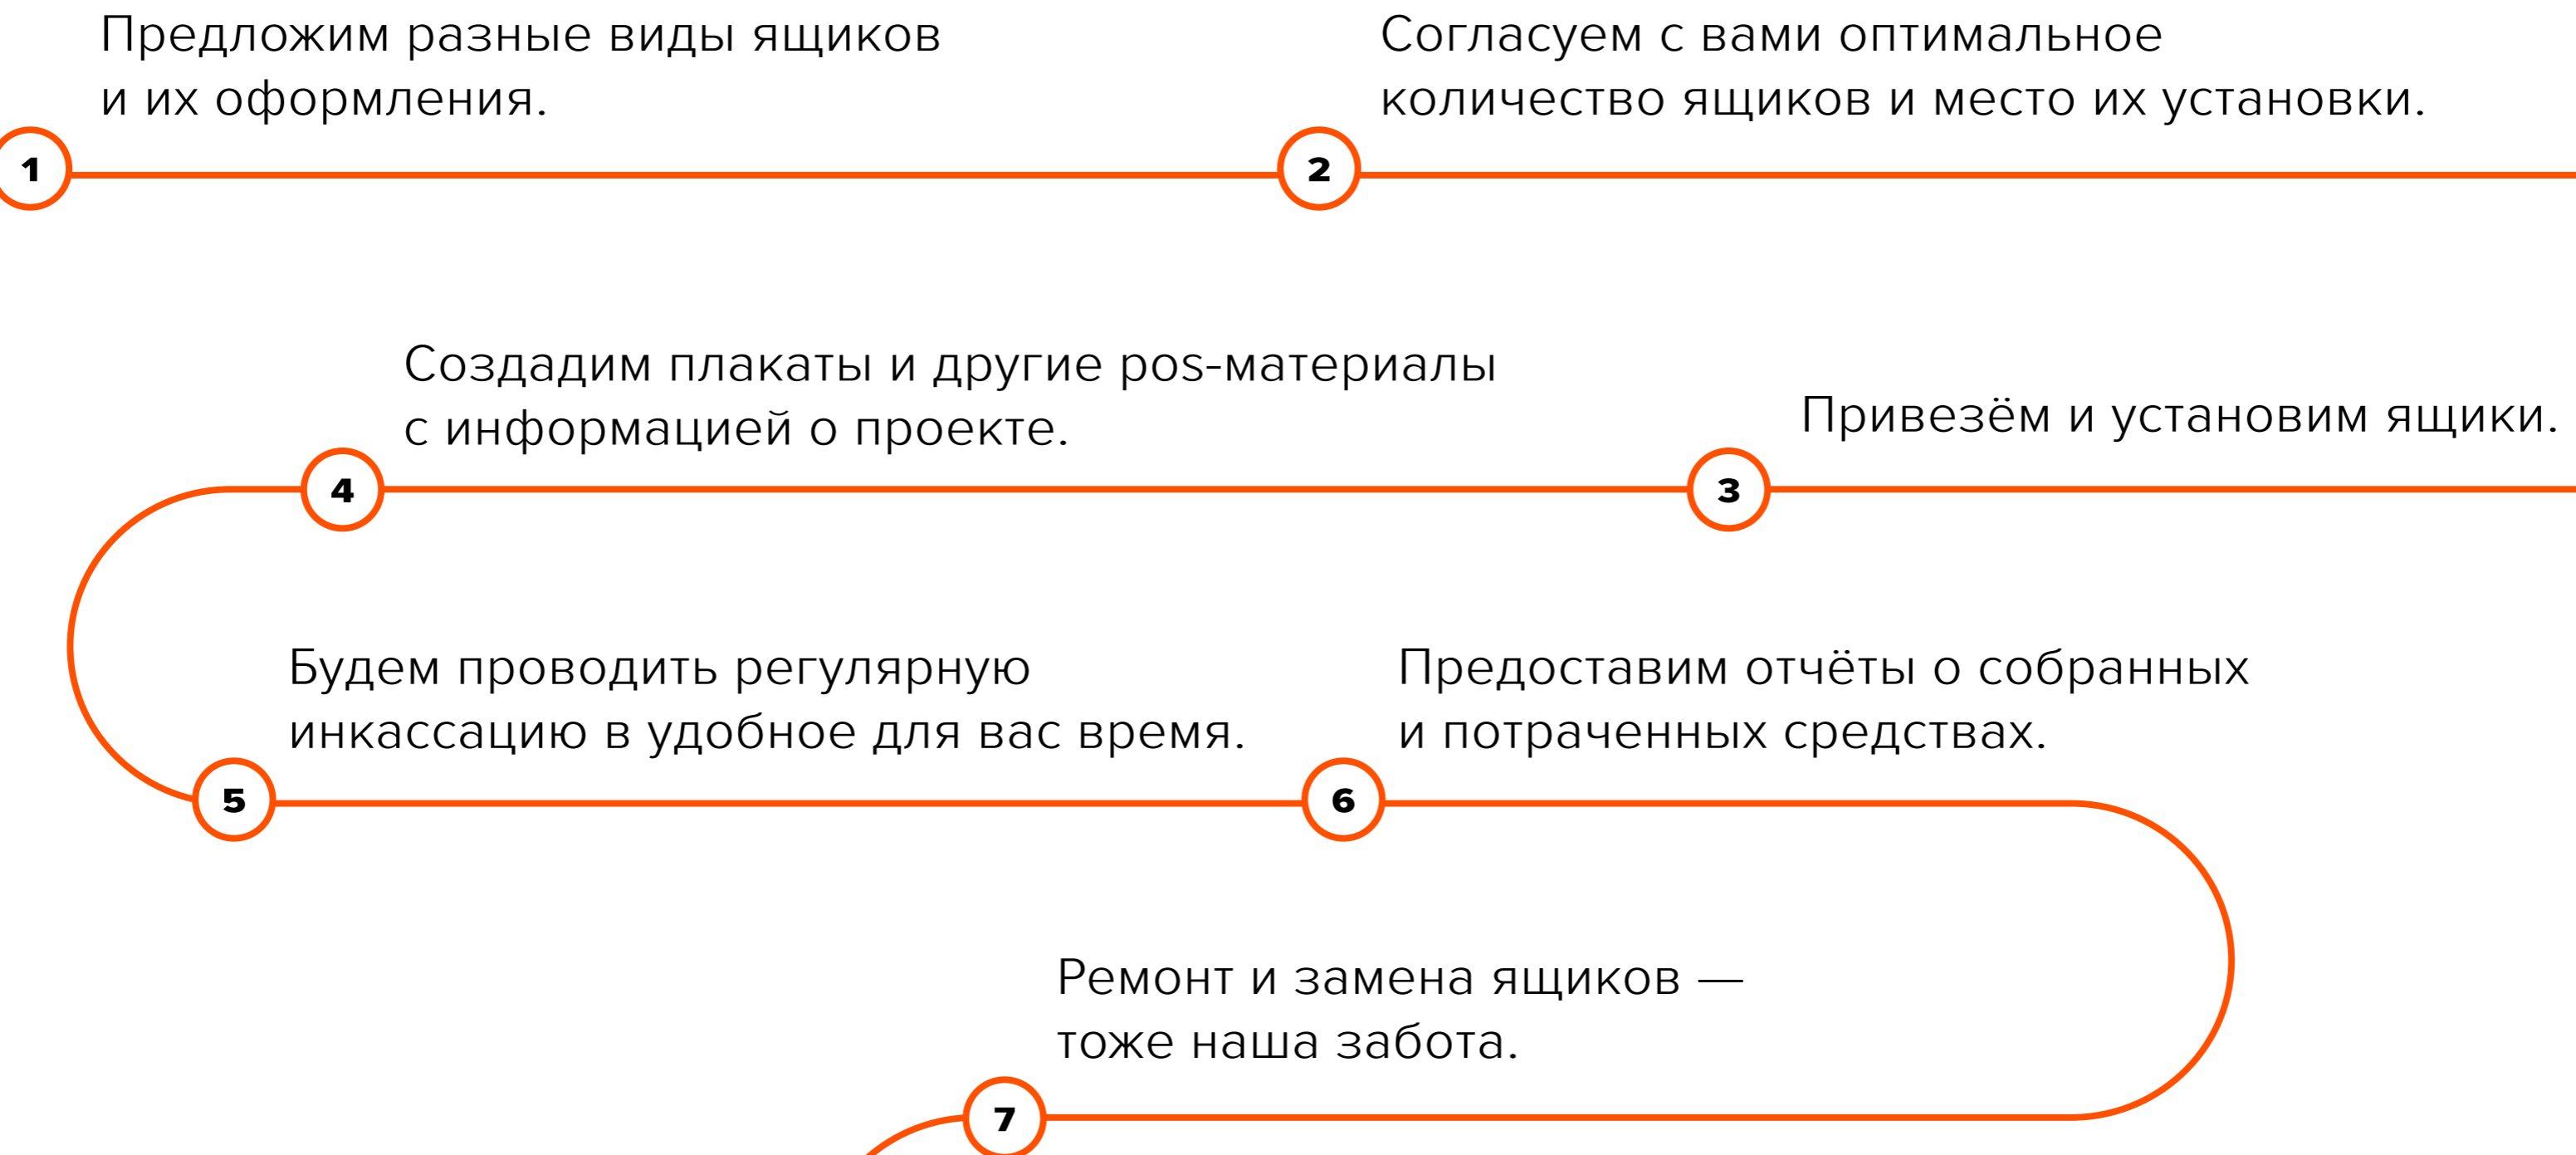 Предложим разные виды ящиков
и их оформления.
1
Согласуем с вами оптимальное
количество ящиков и место их установки.
2
Привезём и установим ящики.
3
Создадим плакаты и другие pos-материалы
с информацией о проекте.
4
Будем проводить регулярную
инкассацию в удобное для вас время.
5
Предоставим отчёты о собранных
и потраченных средствах.
6
Ремонт и замена ящиков —
тоже наша забота.
7